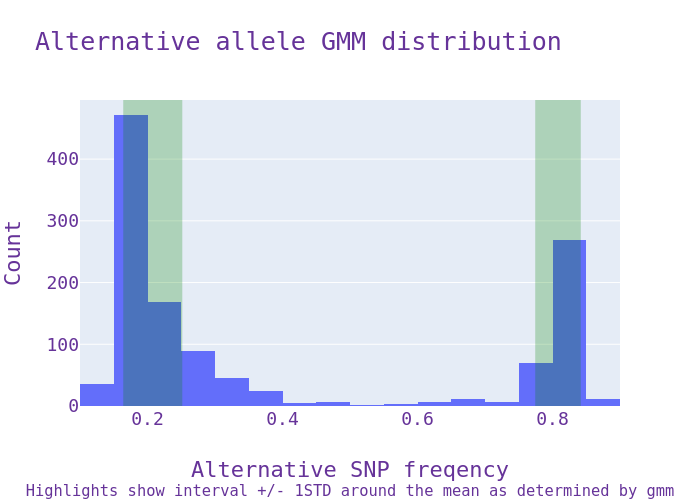 Alternative allele GMM distribution
Count
400
300
200
100
0
0.2 0.4 0.6 0.8
Alternative SNP freqency
Highlights show interval +/- 1STD around the mean as determined by gmm